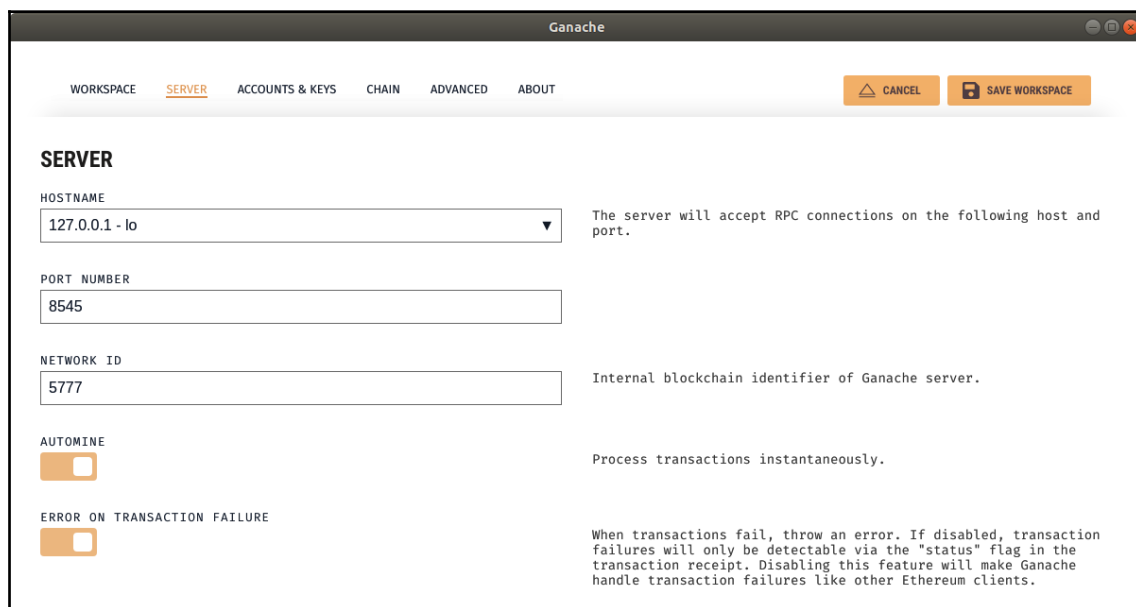 Ganache
WORKSPACE SERVER ACCOUNTS & KEYS CHAIN ADVANCED ABOUT CANCEL SAVE WORKSPACE
SERVER
HOSTNAME
127.0.0.1 - lo
The server will accept RPC connections on the following host and
port.
PORT NUMBER
8545
NETWORK ID
5777
Internal blockchain identifier of Ganache server.
AUTOMINE
Process transactions instantaneously.
ERROR ON TRANSACTION FAILURE
When transactions fail, throw an error. If disabled, transaction
failures will only be detectable via the "status" flag in the
transaction receipt. Disabling this feature will make Ganache
handle transaction failures like other Ethereum clients.